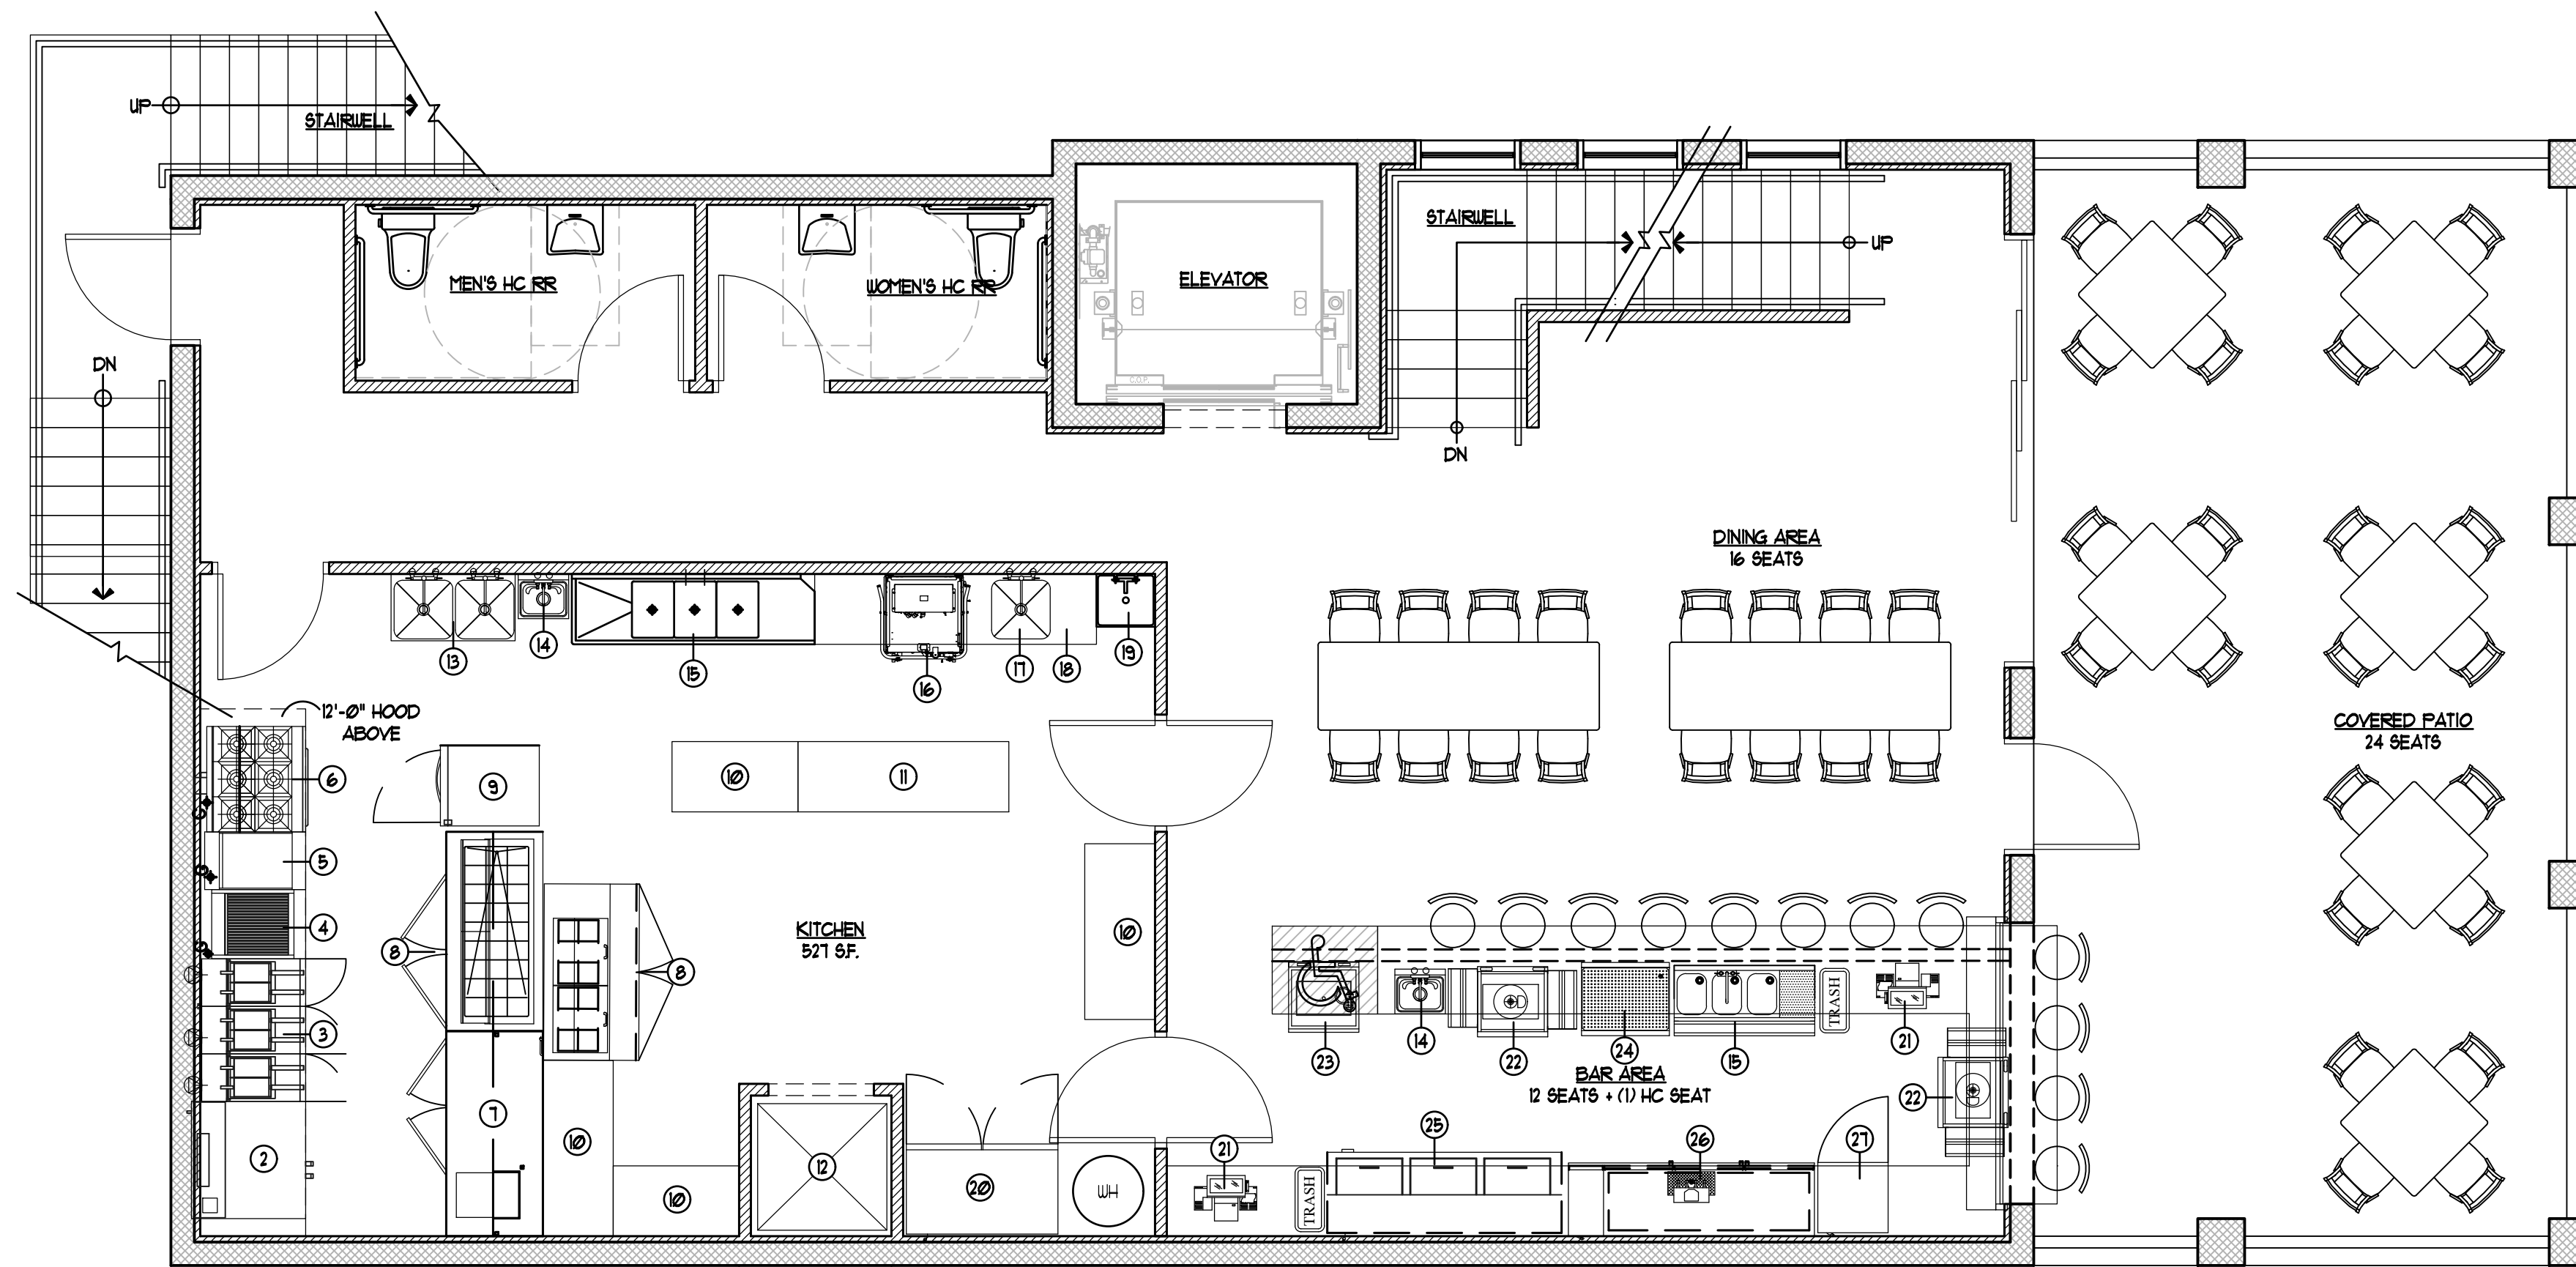 UP
STAIRWELL
STAIRWELL
UP
ELEVATOR
MEN'S HC RR
WOMEN'S HC RR
DN
C.O.P.
DN
DINING AREA
16 SEATS
13
14
15
16
17
18
19
12'-0" HOOD
ABOVE
COVERED PATIO
24 SEATS
6
9
10
11
5
4
8
KITCHEN
527 S.F.
10
8
3
TRASH
23
14
22
24
15
21
BAR AREA
12 SEATS + (1) HC SEAT
22
7
2
10
12
20
10
WH
21
TRASH
25
26
27